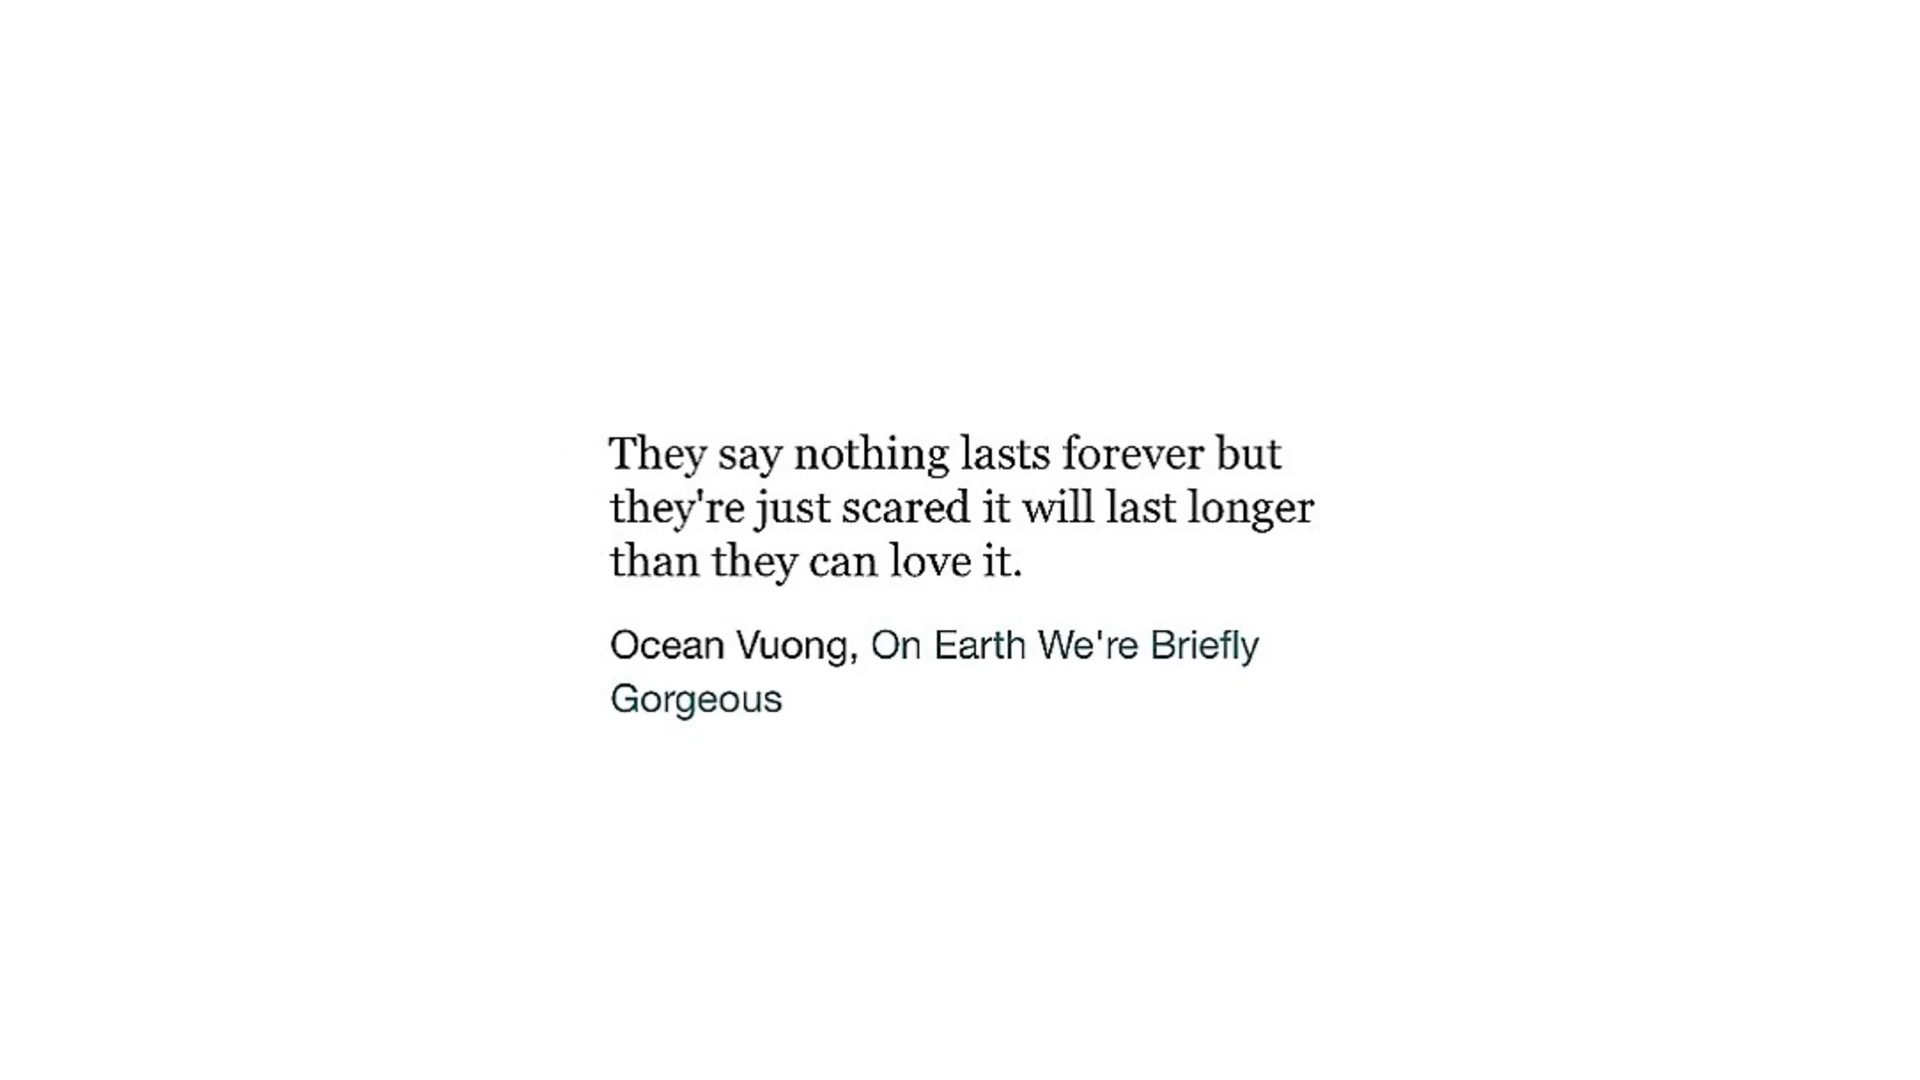 They say nothing lasts forever but
they're just scared it will last longer
than they can love it.
Ocean Vuong, On Earth We're Briefly
Gorgeous